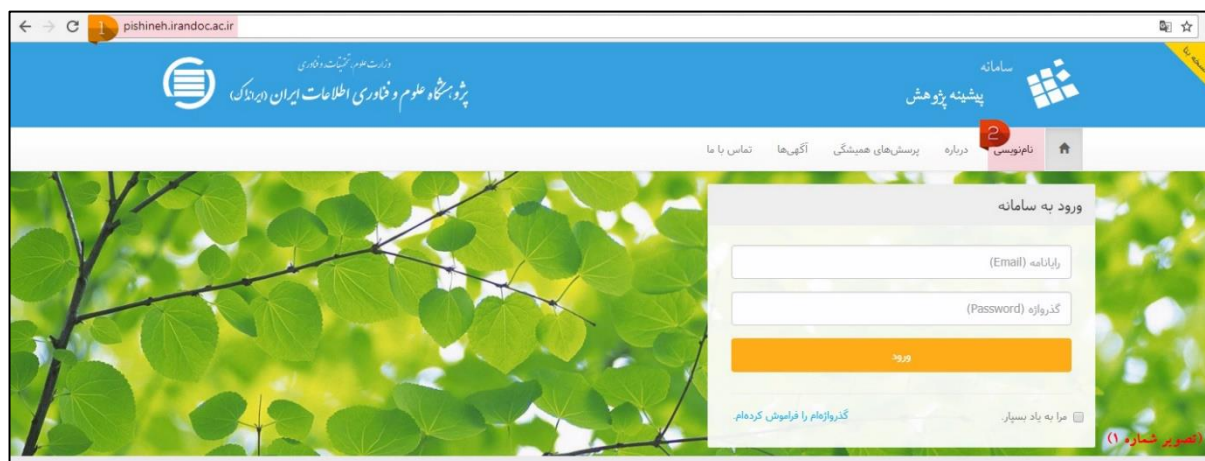 1 pishineh.irandoc.ac.ir
سامانه
پیشینه پژوهش
وزارت علوم، تحقیقات و فناوری
پژوهشگاه علوم و فناوری اطلاعات ایران (ایرانداک)
2
نام‌نویسی درباره پرسش‌های همیشگی آگهی‌ها تماس با ما
ورود به سامانه
رایانامه (Email)
گذرواژه (Password)
ورود
مرا به یاد بسپار. گذرواژه‌ام را فراموش کرده‌ام.
(تصویر شماره ۱)